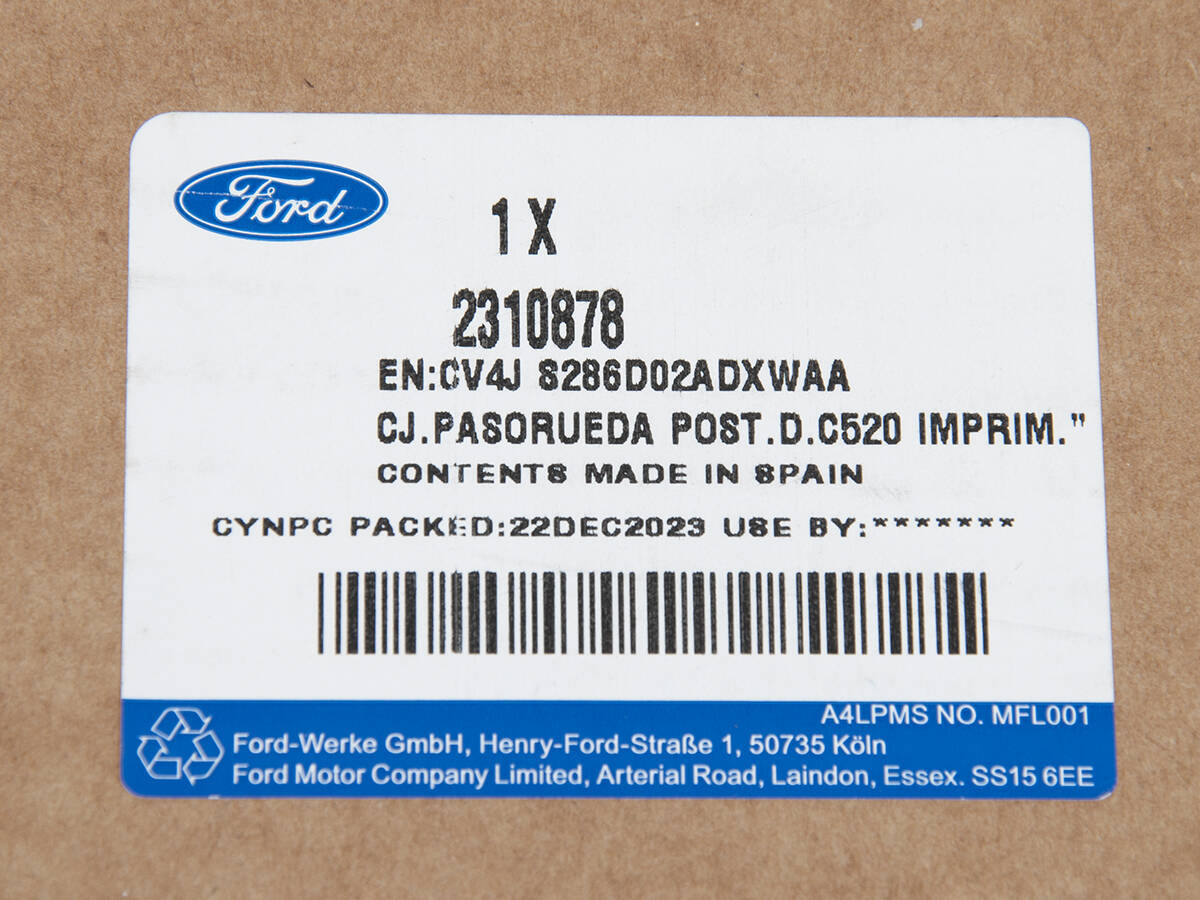 Ford
1 X
2310878
EN:CV4J S286D02ADXWAA
CJ.PASORUEDA POST.D.C520 IMPRIM."
CONTENTS MADE IN SPAIN
CYNPC PACKED:22DEC2023 USE BY:*******
A4LPMS NO. MFL001
Ford-Werke GmbH, Henry-Ford-Straße 1, 50735 Köln
Ford Motor Company Limited, Arterial Road, Laindon, Essex. SS15 6EE